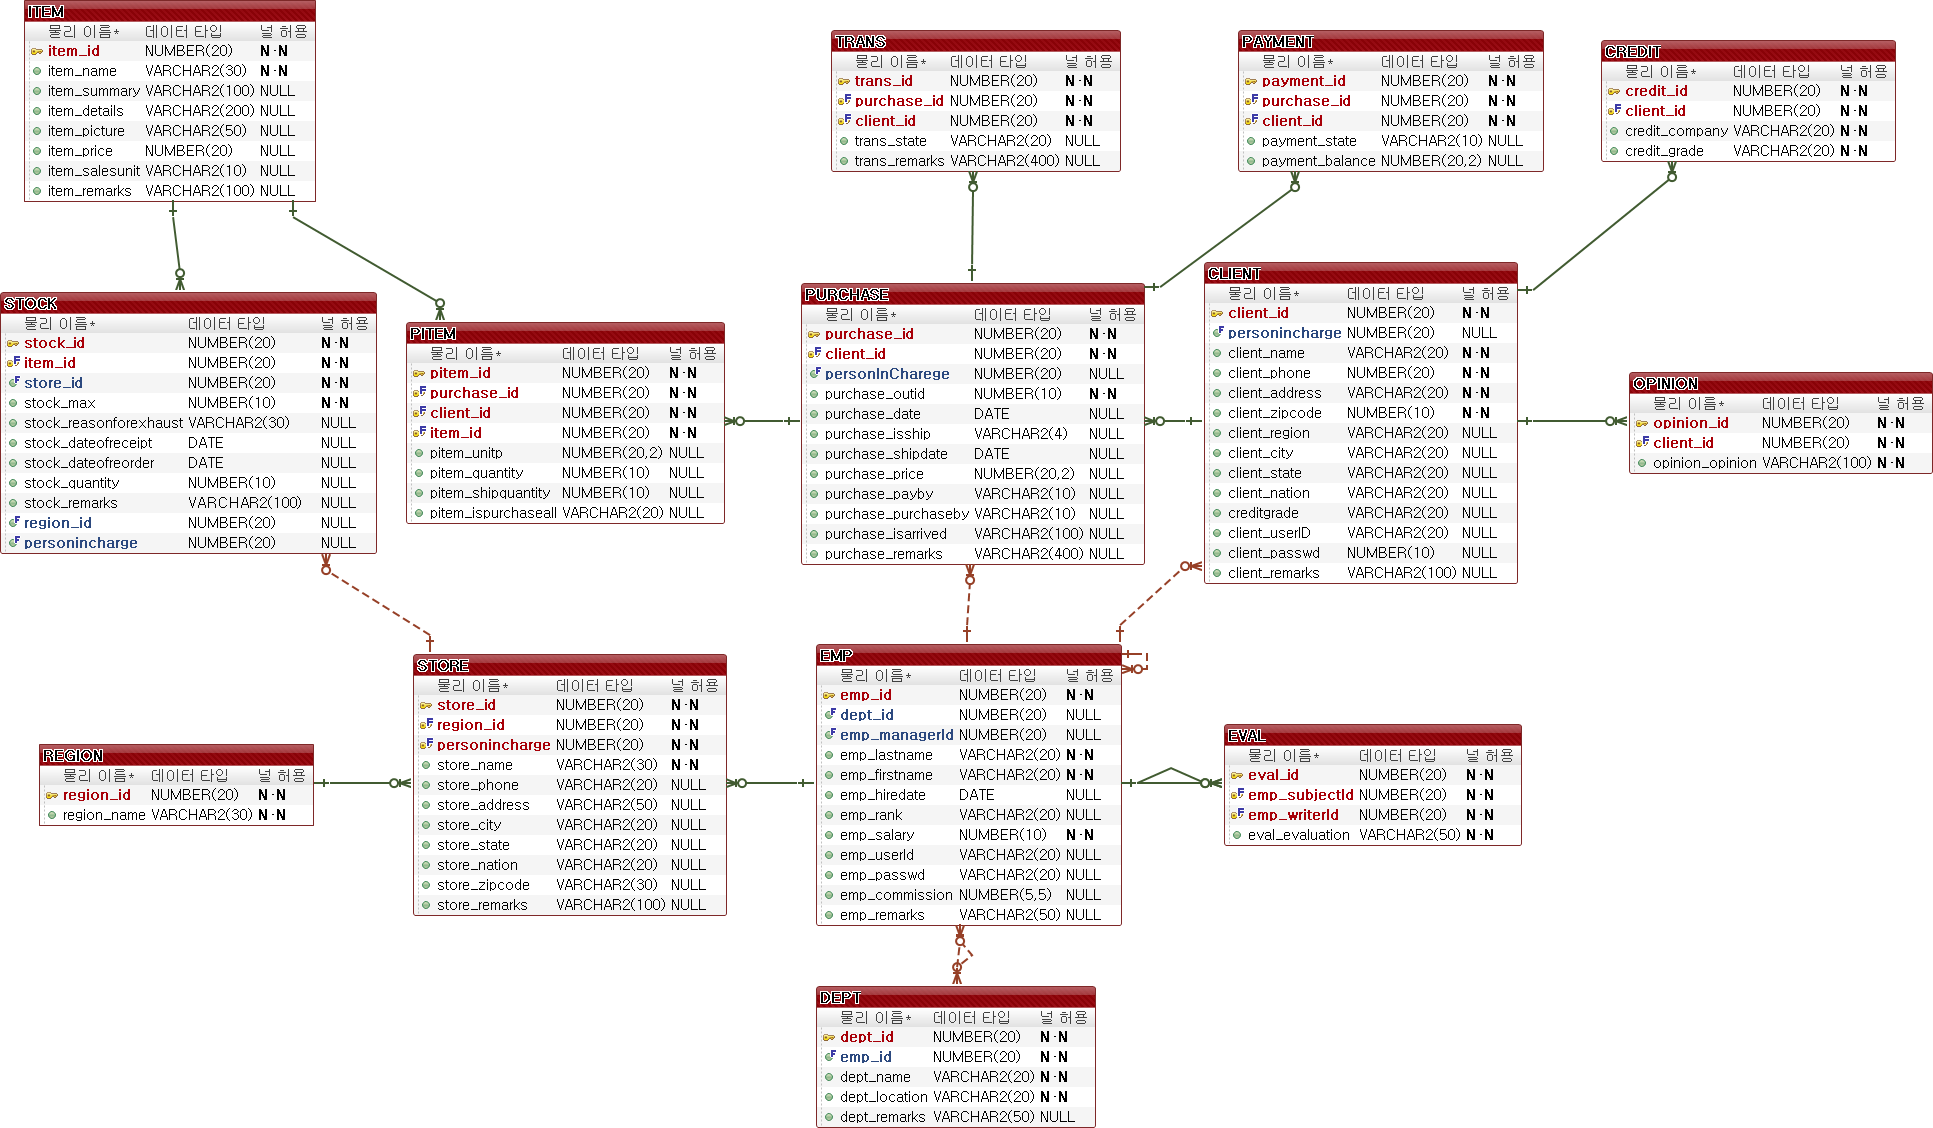 ITEM
물리 이름* 데이터 타입 널 허용
item_id NUMBER(20) N·N
item_name VARCHAR2(30) N·N
item_summary VARCHAR2(100) NULL
item_details VARCHAR2(200) NULL
item_picture VARCHAR2(50) NULL
item_price NUMBER(20) NULL
item_salesunit VARCHAR2(10) NULL
item_remarks VARCHAR2(100) NULL
TRANS
물리 이름* 데이터 타입 널 허용
trans_id NUMBER(20) N·N
purchase_id NUMBER(20) N·N
client_id NUMBER(20) N·N
trans_state VARCHAR2(20) NULL
trans_remarks VARCHAR2(400) NULL
PAYMENT
물리 이름* 데이터 타입 널 허용
payment_id NUMBER(20) N·N
purchase_id NUMBER(20) N·N
client_id NUMBER(20) N·N
payment_state VARCHAR2(10) NULL
payment_balance NUMBER(20,2) NULL
CREDIT
물리 이름* 데이터 타입 널 허용
credit_id NUMBER(20) N·N
client_id NUMBER(20) N·N
credit_company VARCHAR2(20) N·N
credit_grade VARCHAR2(20) N·N
STOCK
물리 이름* 데이터 타입 널 허용
stock_id NUMBER(20) N·N
item_id NUMBER(20) N·N
store_id NUMBER(20) N·N
stock_max NUMBER(10) N·N
stock_reasonforexhaust VARCHAR2(30) NULL
stock_dateofreceipt DATE NULL
stock_dateofreorder DATE NULL
stock_quantity NUMBER(10) NULL
stock_remarks VARCHAR2(100) NULL
region_id NUMBER(20) NULL
personincharge NUMBER(20) NULL
PITEM
물리 이름* 데이터 타입 널 허용
pitem_id NUMBER(20) N·N
purchase_id NUMBER(20) N·N
client_id NUMBER(20) N·N
item_id NUMBER(20) N·N
pitem_unitp NUMBER(20,2) NULL
pitem_quantity NUMBER(10) NULL
pitem_shipquantity NUMBER(10) NULL
pitem_ispurchaseall VARCHAR2(20) NULL
PURCHASE
물리 이름* 데이터 타입 널 허용
purchase_id NUMBER(20) N·N
client_id NUMBER(20) N·N
personInCharege NUMBER(20) NULL
purchase_outid NUMBER(10) N·N
purchase_date DATE NULL
purchase_isship VARCHAR2(4) NULL
purchase_shipdate DATE NULL
purchase_price NUMBER(20,2) NULL
purchase_payby VARCHAR2(10) NULL
purchase_purchaseby VARCHAR2(10) NULL
purchase_isarrived VARCHAR2(100) NULL
purchase_remarks VARCHAR2(400) NULL
CLIENT
물리 이름* 데이터 타입 널 허용
client_id NUMBER(20) N·N
personincharge NUMBER(20) NULL
client_name VARCHAR2(20) N·N
client_phone NUMBER(20) N·N
client_address VARCHAR2(20) N·N
client_zipcode NUMBER(10) N·N
client_region VARCHAR2(20) NULL
client_city VARCHAR2(20) NULL
client_state VARCHAR2(20) NULL
client_nation VARCHAR2(20) NULL
creditgrade VARCHAR2(20) NULL
client_userID VARCHAR2(20) NULL
client_passwd NUMBER(10) NULL
client_remarks VARCHAR2(100) NULL
OPINION
물리 이름* 데이터 타입 널 허용
opinion_id NUMBER(20) N·N
client_id NUMBER(20) N·N
opinion_opinion VARCHAR2(100) N·N
REGION
물리 이름* 데이터 타입 널 허용
region_id NUMBER(20) N·N
region_name VARCHAR2(30) N·N
STORE
물리 이름* 데이터 타입 널 허용
store_id NUMBER(20) N·N
region_id NUMBER(20) N·N
personincharge NUMBER(20) N·N
store_name VARCHAR2(30) N·N
store_phone VARCHAR2(20) NULL
store_address VARCHAR2(50) NULL
store_city VARCHAR2(20) NULL
store_state VARCHAR2(20) NULL
store_nation VARCHAR2(20) NULL
store_zipcode VARCHAR2(30) NULL
store_remarks VARCHAR2(100) NULL
EMP
물리 이름* 데이터 타입 널 허용
emp_id NUMBER(20) N·N
dept_id NUMBER(20) NULL
emp_managerId NUMBER(20) NULL
emp_lastname VARCHAR2(20) N·N
emp_firstname VARCHAR2(20) N·N
emp_hiredate DATE NULL
emp_rank VARCHAR2(20) NULL
emp_salary NUMBER(10) N·N
emp_userId VARCHAR2(20) NULL
emp_passwd VARCHAR2(20) NULL
emp_commission NUMBER(5,5) NULL
emp_remarks VARCHAR2(50) NULL
EVAL
물리 이름* 데이터 타입 널 허용
eval_id NUMBER(20) N·N
emp_subjectId NUMBER(20) N·N
emp_writerId NUMBER(20) N·N
eval_evaluation VARCHAR2(50) N·N
DEPT
물리 이름* 데이터 타입 널 허용
dept_id NUMBER(20) N·N
emp_id NUMBER(20) N·N
dept_name VARCHAR2(20) N·N
dept_location VARCHAR2(20) N·N
dept_remarks VARCHAR2(50) NULL